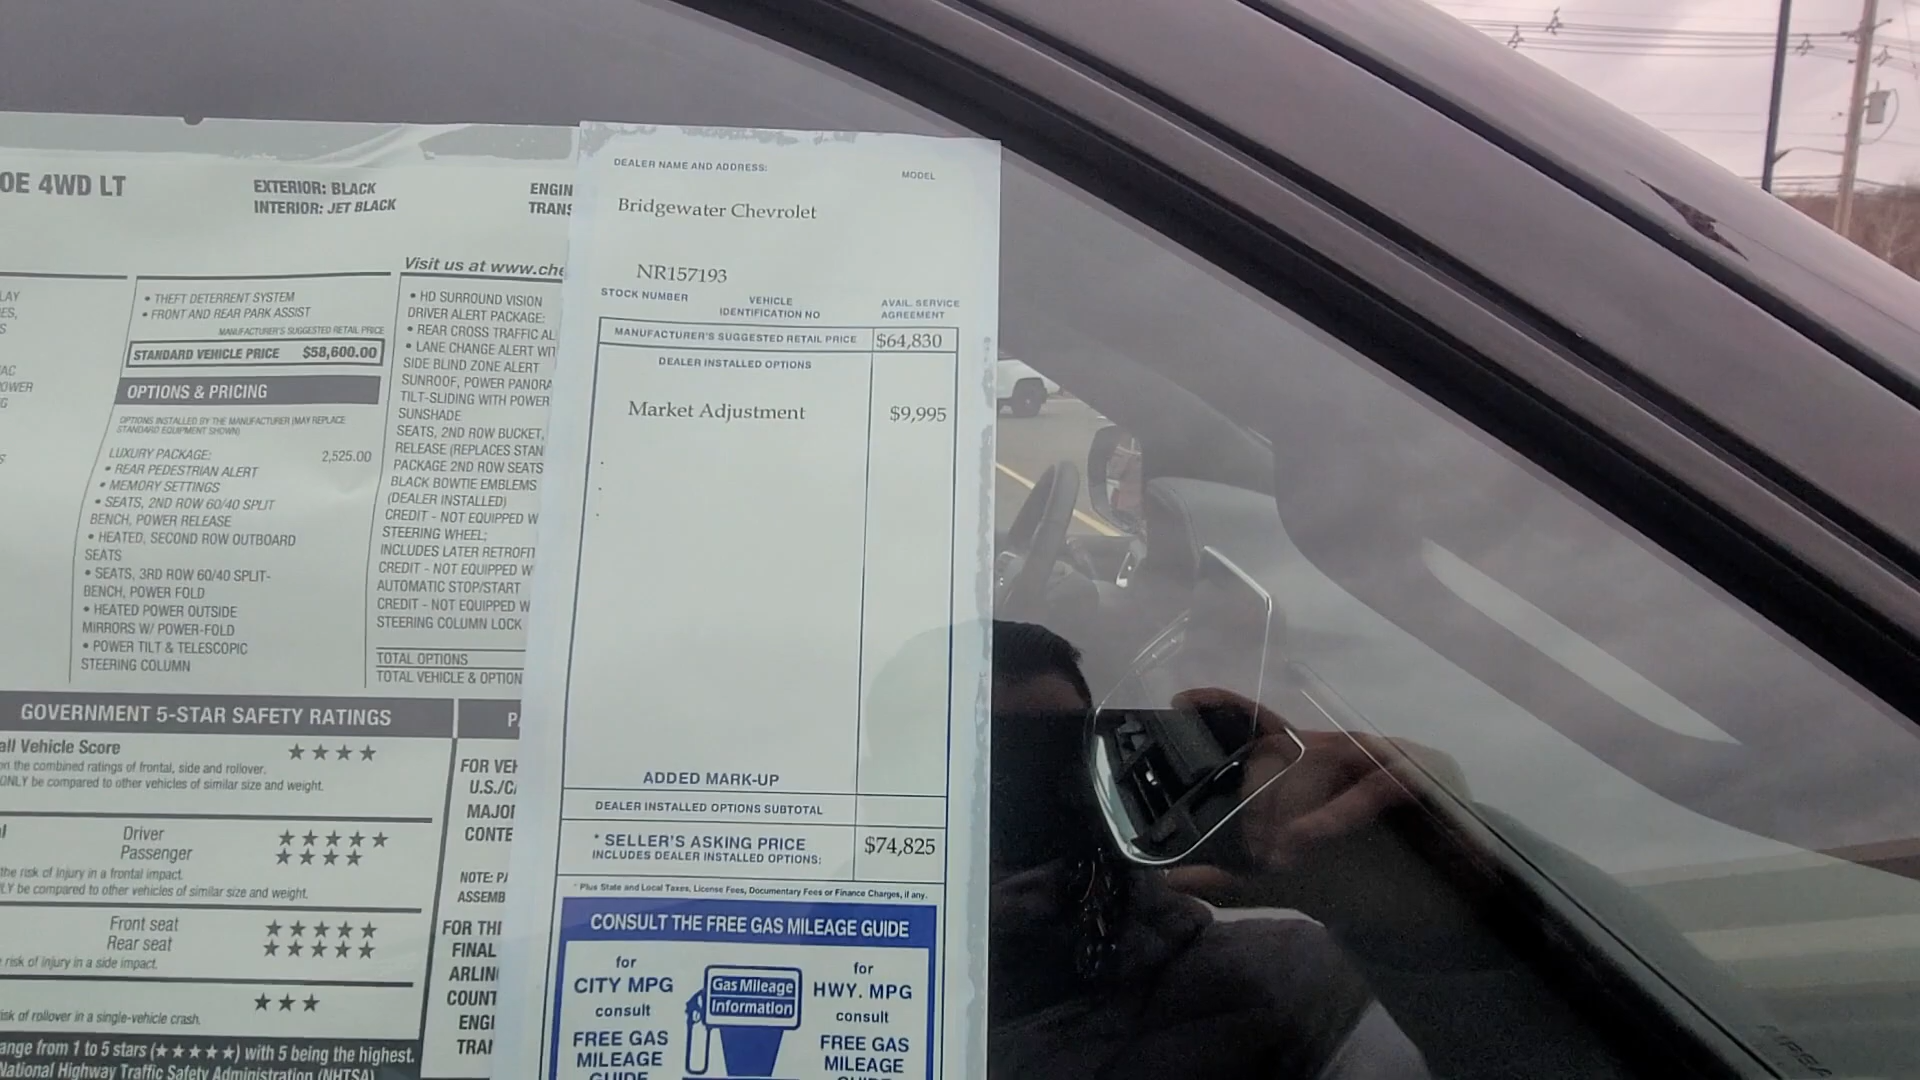 OE 4WD LT
EXTERIOR: BLACK
INTERIOR: JET BLACK
ENGIN
TRANS
Visit us at www.che
LAY
ES,
S
AC
OWER
G
S
• THEFT DETERRENT SYSTEM
• FRONT AND REAR PARK ASSIST
MANUFACTURER'S SUGGESTED RETAIL PRICE
STANDARD VEHICLE PRICE $58,600.00
OPTIONS & PRICING
OPTIONS INSTALLED BY THE MANUFACTURER (MAY REPLACE
STANDARD EQUIPMENT SHOWN)
LUXURY PACKAGE: 2,525.00
• REAR PEDESTRIAN ALERT
• MEMORY SETTINGS
• SEATS, 2ND ROW 60/40 SPLIT
BENCH, POWER RELEASE
• HEATED, SECOND ROW OUTBOARD
SEATS
• SEATS, 3RD ROW 60/40 SPLIT-
BENCH, POWER FOLD
• HEATED POWER OUTSIDE
MIRRORS W/ POWER-FOLD
• POWER TILT & TELESCOPIC
STEERING COLUMN
• HD SURROUND VISION
DRIVER ALERT PACKAGE:
• REAR CROSS TRAFFIC AL
• LANE CHANGE ALERT WIT
SIDE BLIND ZONE ALERT
SUNROOF, POWER PANORA
TILT-SLIDING WITH POWER
SUNSHADE
SEATS, 2ND ROW BUCKET,
RELEASE (REPLACES STAN
PACKAGE 2ND ROW SEATS
BLACK BOWTIE EMBLEMS
(DEALER INSTALLED)
CREDIT - NOT EQUIPPED W
STEERING WHEEL;
INCLUDES LATER RETROFIT
CREDIT - NOT EQUIPPED W
AUTOMATIC STOP/START
CREDIT - NOT EQUIPPED W
STEERING COLUMN LOCK
TOTAL OPTIONS
TOTAL VEHICLE & OPTION
GOVERNMENT 5-STAR SAFETY RATINGS
all Vehicle Score ★★★★
on the combined ratings of frontal, side and rollover.
ONLY be compared to other vehicles of similar size and weight.
Driver ★★★★★
Passenger ★★★★
the risk of injury in a frontal impact.
LY be compared to other vehicles of similar size and weight.
Front seat ★★★★★
Rear seat ★★★★★
risk of injury in a side impact.
★★★
isk of rollover in a single-vehicle crash.
ange from 1 to 5 stars (★★★★★) with 5 being the highest.
National Highway Traffic Safety Administration (NHTSA)
PA
FOR VEH
U.S./CA
MAJOR
CONTE
NOTE: PA
ASSEMB
FOR THI
FINAL
ARLIN
COUNT
ENGI
TRAN
DEALER NAME AND ADDRESS:
MODEL
Bridgewater Chevrolet
NR157193
STOCK NUMBER
VEHICLE
IDENTIFICATION NO
AVAIL. SERVICE
AGREEMENT
MANUFACTURER'S SUGGESTED RETAIL PRICE $64,830
DEALER INSTALLED OPTIONS
Market Adjustment $9,995
ADDED MARK-UP
DEALER INSTALLED OPTIONS SUBTOTAL
* SELLER'S ASKING PRICE $74,825
INCLUDES DEALER INSTALLED OPTIONS:
* Plus State and Local Taxes, License Fees, Documentary Fees or Finance Charges, if any.
CONSULT THE FREE GAS MILEAGE GUIDE
for
CITY MPG
consult
FREE GAS
MILEAGE
GUIDE
Gas Mileage
Information
for
HWY. MPG
consult
FREE GAS
MILEAGE
GUIDE